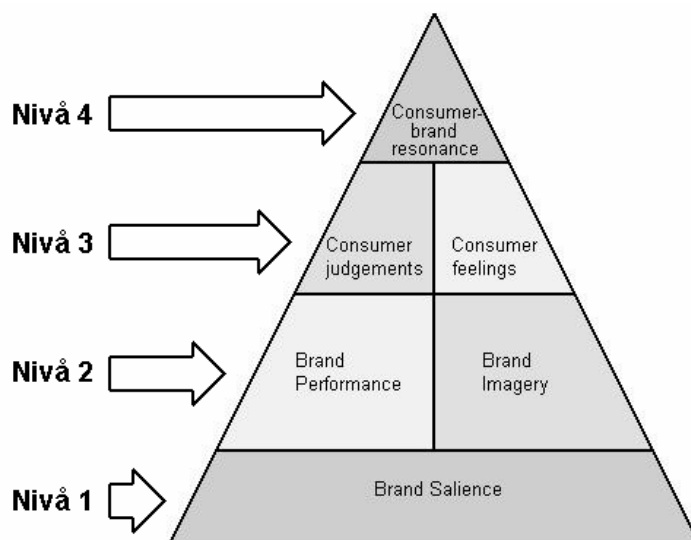 Nivå 4
Consumer-
brand
resonance
Nivå 3
Consumer
judgements
Consumer
feelings
Nivå 2
Brand
Performance
Brand
Imagery
Nivå 1
Brand Salience